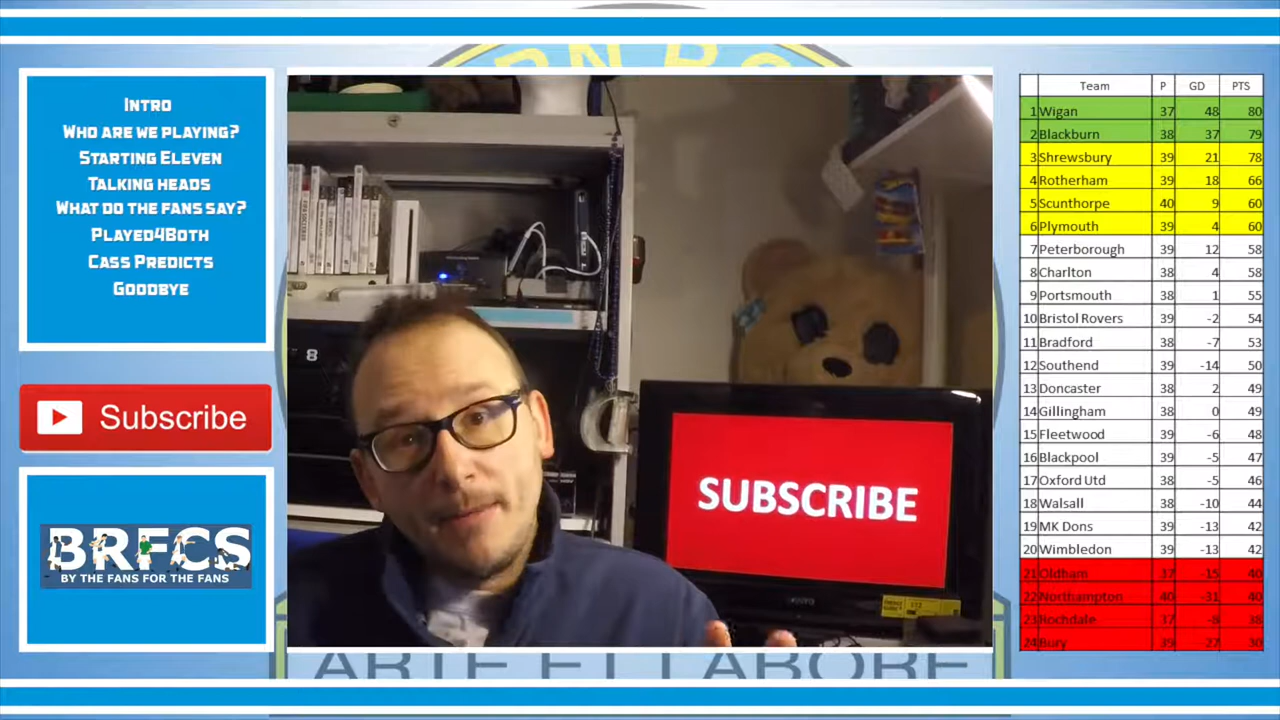 INTRO
WHO ARE WE PLAYING?
STARTING ELEVEN
TALKING HEADS
WHAT DO THE FANS SAY?
PLAYED4BOTH
CASS PREDICTS
GOODBYE
Subscribe
BRFCS
BY THE FANS FOR THE FANS
8
SUBSCRIBE
ARTE ET LABORE
Team P GD PTS
1 Wigan 37 48 80
2 Blackburn 38 37 79
3 Shrewsbury 39 21 78
4 Rotherham 39 18 66
5 Scunthorpe 40 9 60
6 Plymouth 39 4 60
7 Peterborough 39 12 58
8 Charlton 38 4 58
9 Portsmouth 38 1 55
10 Bristol Rovers 39 -2 54
11 Bradford 38 -7 53
12 Southend 39 -14 50
13 Doncaster 38 2 49
14 Gillingham 38 0 49
15 Fleetwood 39 -6 48
16 Blackpool 39 -5 47
17 Oxford Utd 38 -5 46
18 Walsall 38 -10 44
19 MK Dons 39 -13 42
20 Wimbledon 39 -13 42
21 Oldham 37 -15 40
22 Northampton 40 -31 40
23 Rochdale 37 -8 38
24 Bury 39 27 30